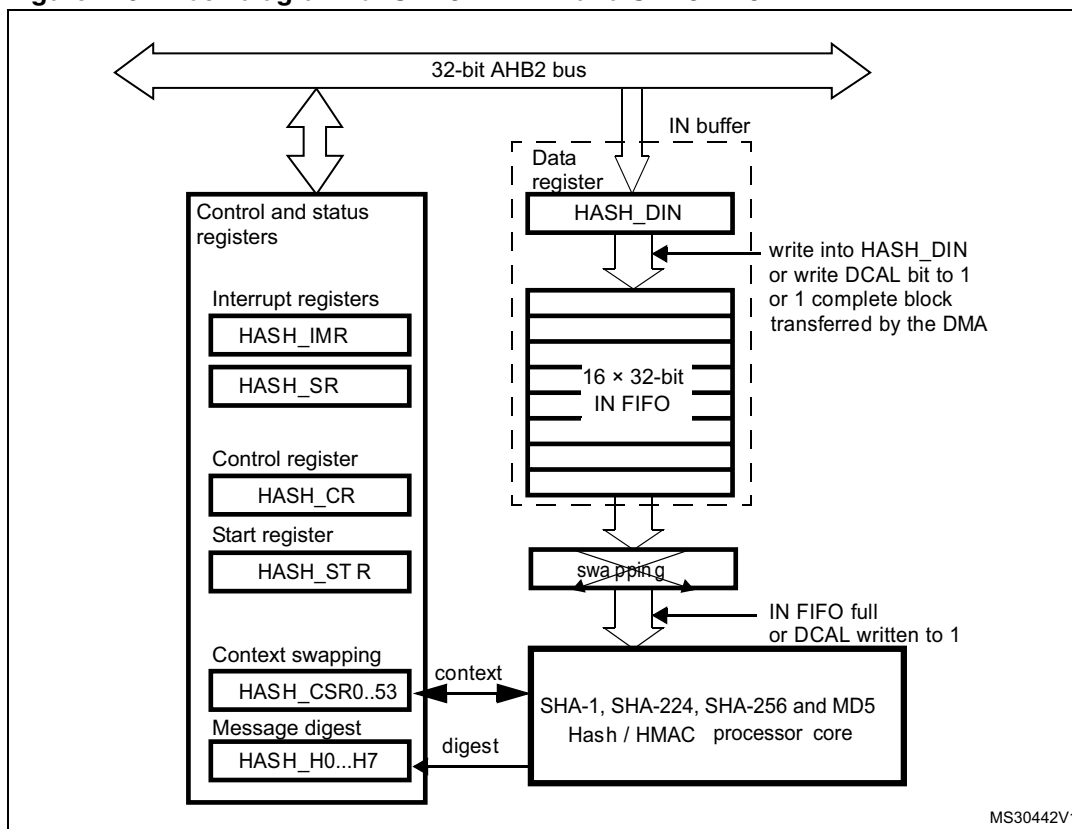 32-bit AHB2 bus
IN buffer
Data
register
HASH_DIN
write into HASH_DIN
or write DCAL bit to 1
or 1 complete block
transferred by the DMA
16 × 32-bit
IN FIFO
swapping
IN FIFO full
or DCAL written to 1
Control and status
registers
Interrupt registers
HASH_IMR
HASH_SR
Control register
HASH_CR
Start register
HASH_STR
Context swapping
HASH_CSR0..53
context
Message digest
HASH_H0...H7
digest
SHA-1, SHA-224, SHA-256 and MD5
Hash / HMAC processor core
MS30442V1